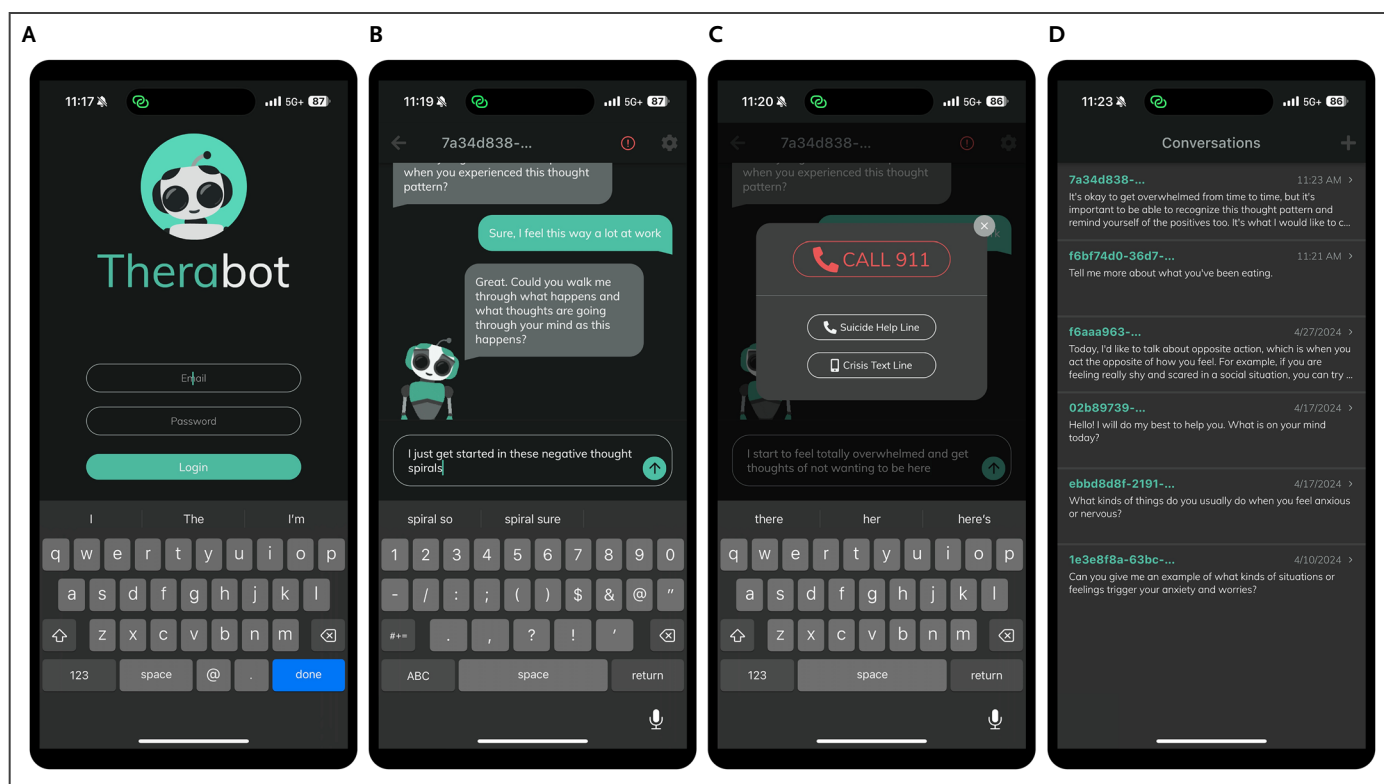 A
11:17
5G+ 87
Therabot
Email
Password
Login
I The I'm
q w e r t y u i o p
a s d f g h j k l
z x c v b n m
123 space @ . done
B
11:19
5G+ 87
7a34d838-...
when you experienced this thought
pattern?
Sure, I feel this way a lot at work
Great. Could you walk me
through what happens and
what thoughts are going
through your mind as this
happens?
I just get started in these negative thought
spirals
spiral so spiral sure
1 2 3 4 5 6 7 8 9 0
- / : ; ( ) $ & @ "
#+= . , ? ! '
ABC space return
C
11:20
5G+ 86
7a34d838-...
when you experienced this thought
pattern?
CALL 911
Suicide Help Line
Crisis Text Line
I start to feel totally overwhelmed and get
thoughts of not wanting to be here
there her here's
q w e r t y u i o p
a s d f g h j k l
z x c v b n m
123 space return
D
11:23
5G+ 86
Conversations
7a34d838-... 11:23 AM >
It's okay to get overwhelmed from time to time, but it's
important to be able to recognize this thought pattern and
remind yourself of the positives too. It's what I would like to c...
f6bf74d0-36d7-... 11:21 AM >
Tell me more about what you've been eating.
f6aaa963-... 4/27/2024 >
Today, I'd like to talk about opposite action, which is when you
act the opposite of how you feel. For example, if you are
feeling really shy and scared in a social situation, you can try ...
02b89739-... 4/17/2024 >
Hello! I will do my best to help you. What is on your mind
today?
ebbd8d8f-2191-... 4/17/2024 >
What kinds of things do you usually do when you feel anxious
or nervous?
1e3e8f8a-63bc-... 4/10/2024 >
Can you give me an example of what kinds of situations or
feelings trigger your anxiety and worries?